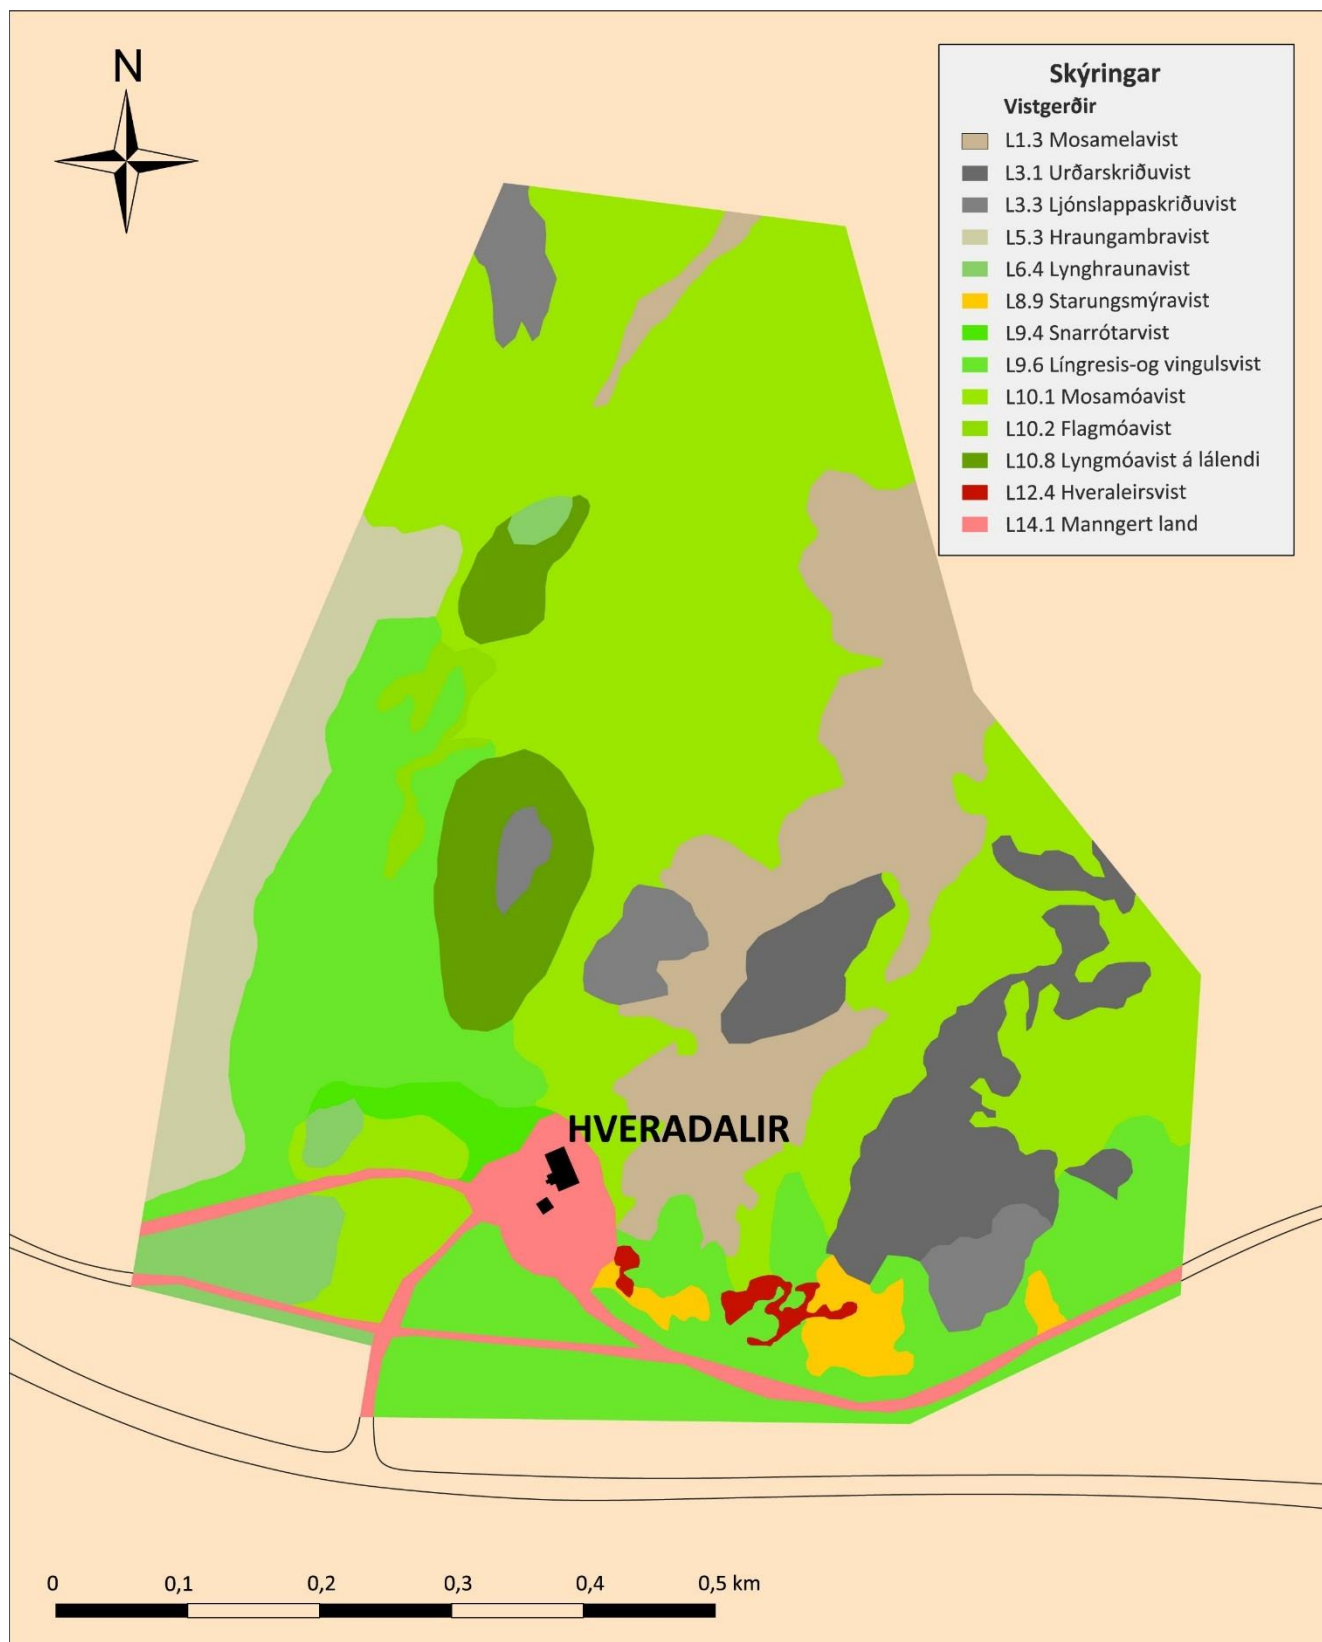 N
Skýringar
Vistgerðir
L1.3 Mosamelavist
L3.1 Urðarskriðuvist
L3.3 Ljónslappaskriðuvist
L5.3 Hraungambravist
L6.4 Lynghraunavist
L8.9 Starungsmýravist
L9.4 Snarrótarvist
L9.6 Língresis-og vingulsvist
L10.1 Mosamóavist
L10.2 Flagmóavist
L10.8 Lyngmóavist á lálendi
L12.4 Hveraleirsvist
L14.1 Manngert land
HVERADALIR
0 0,1 0,2 0,3 0,4 0,5 km